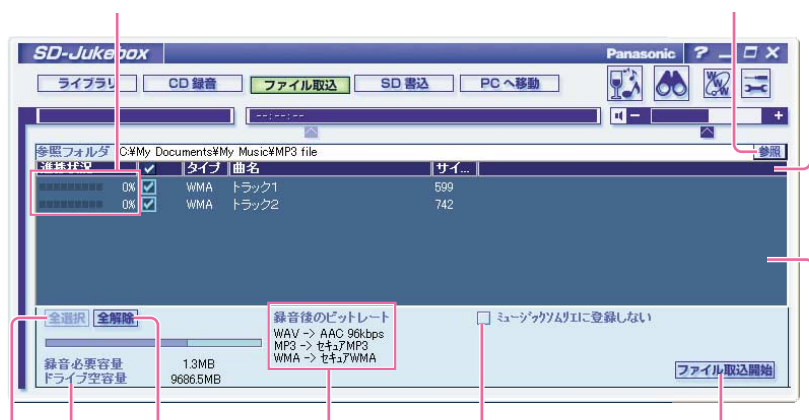 SD-Jukebox
Panasonic ? _ □ ×
ライブラリ CD 録音 ファイル取込 SD 書込 PC へ移動
--:--:--
− +
参照フォルダ C:¥My Documents¥My Music¥MP3 file 参照
進捗状況 タイプ 曲名 サイ...
0% WMA トラック1 599
0% WMA トラック2 742
全選択 全解除
録音必要容量 1.3MB
ドライブ空容量 9686.5MB
録音後のビットレート
WAV -> AAC 96kbps
MP3 -> セキュアMP3
WMA -> セキュアWMA
ミュージックソムリエに登録しない
ファイル取込開始